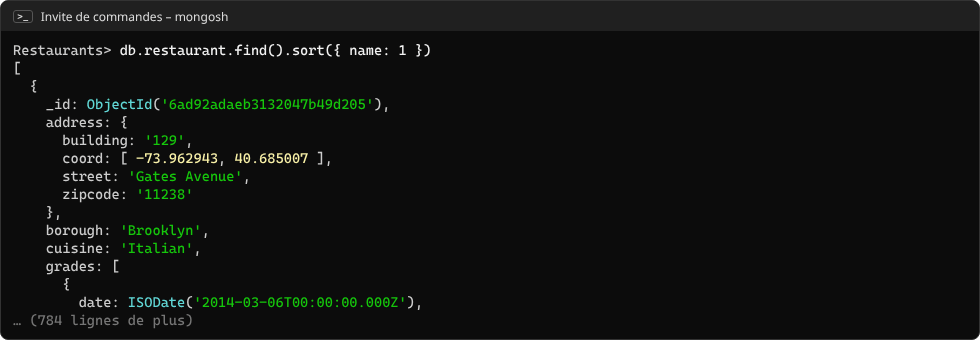 >_ Invite de commandes – mongosh
Restaurants> db.restaurant.find().sort({ name: 1 })
[
  {
    _id: ObjectId('6ad92adaeb3132047b49d205'),
    address: {
      building: '129',
      coord: [ -73.962943, 40.685007 ],
      street: 'Gates Avenue',
      zipcode: '11238'
    },
    borough: 'Brooklyn',
    cuisine: 'Italian',
    grades: [
      {
        date: ISODate('2014-03-06T00:00:00.000Z'),
… (784 lignes de plus)